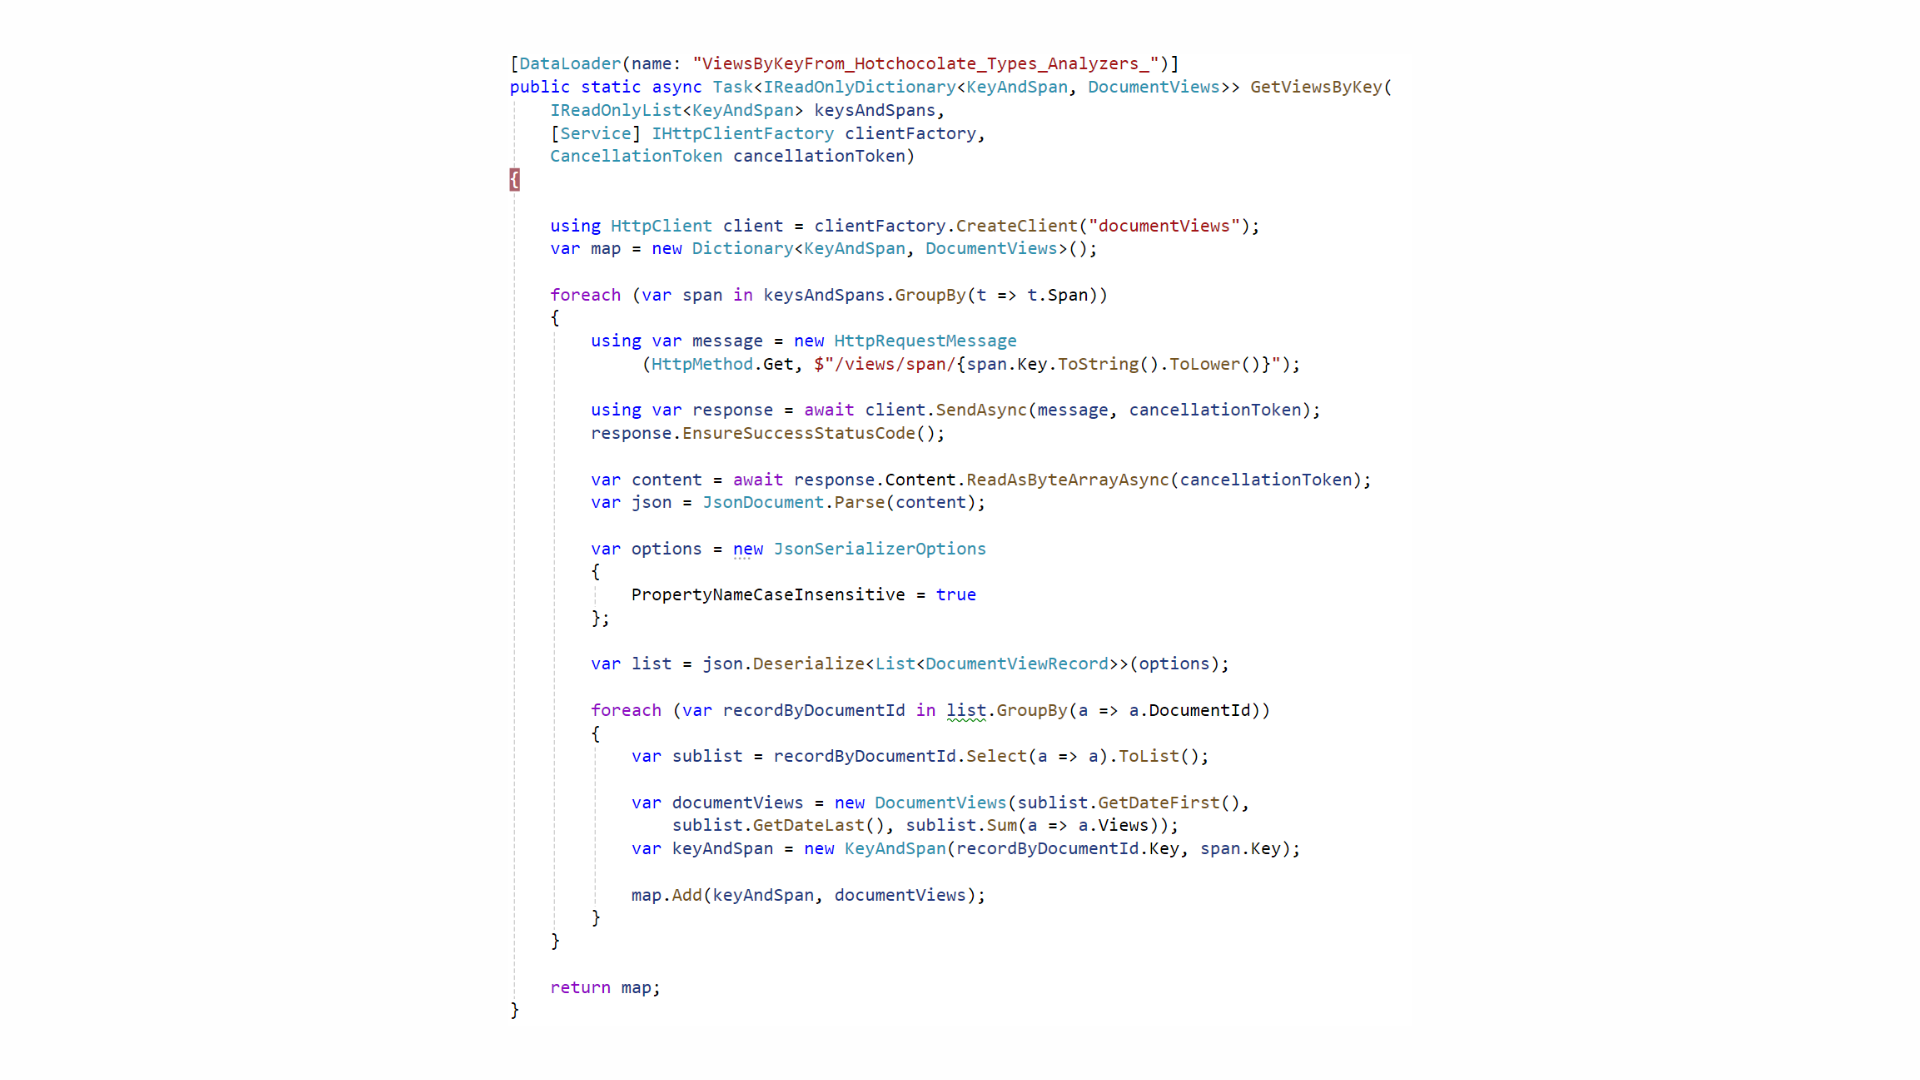 [DataLoader(name: "ViewsByKeyFrom_Hotchocolate_Types_Analyzers_")]
public static async Task<IReadOnlyDictionary<KeyAndSpan, DocumentViews>> GetViewsByKey(
    IReadOnlyList<KeyAndSpan> keysAndSpans,
    [Service] IHttpClientFactory clientFactory,
    CancellationToken cancellationToken)
{
    using HttpClient client = clientFactory.CreateClient("documentViews");
    var map = new Dictionary<KeyAndSpan, DocumentViews>();
    foreach (var span in keysAndSpans.GroupBy(t => t.Span))
    {
        using var message = new HttpRequestMessage
             (HttpMethod.Get, $"/views/span/{span.Key.ToString().ToLower()}");
        using var response = await client.SendAsync(message, cancellationToken);
        response.EnsureSuccessStatusCode();
        var content = await response.Content.ReadAsByteArrayAsync(cancellationToken);
        var json = JsonDocument.Parse(content);
        var options = new JsonSerializerOptions
        {
            PropertyNameCaseInsensitive = true
        };
        var list = json.Deserialize<List<DocumentViewRecord>>(options);
        foreach (var recordByDocumentId in list.GroupBy(a => a.DocumentId))
        {
            var sublist = recordByDocumentId.Select(a => a).ToList();
            var documentViews = new DocumentViews(sublist.GetDateFirst(),
                sublist.GetDateLast(), sublist.Sum(a => a.Views));
            var keyAndSpan = new KeyAndSpan(recordByDocumentId.Key, span.Key);
            map.Add(keyAndSpan, documentViews);
        }
    }
    return map;
}